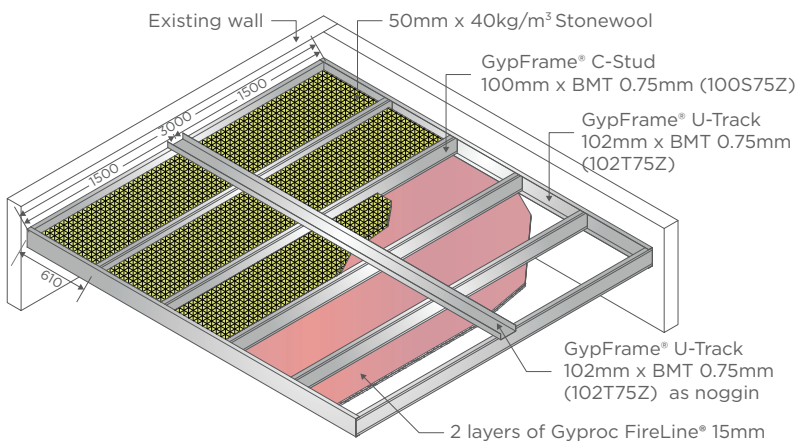 Existing wall
50mm x 40kg/m³ Stonewool
GypFrame® C-Stud
100mm x BMT 0.75mm (100S75Z)
GypFrame® U-Track
102mm x BMT 0.75mm
(102T75Z)
1500
3000
1500
610
GypFrame® U-Track
102mm x BMT 0.75mm
(102T75Z) as noggin
2 layers of Gyproc FireLine® 15mm